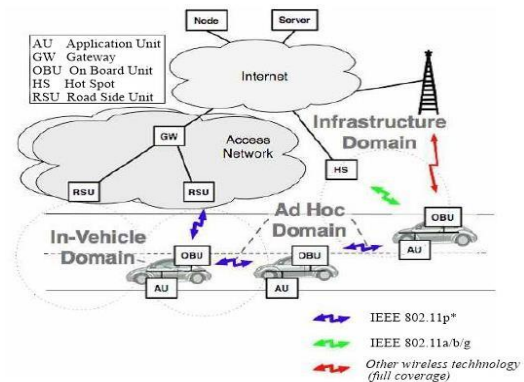 Node
Server
AU Application Unit
GW Gateway
OBU On Board Unit
HS Hot Spot
RSU Road Side Unit
Internet
Infrastructure
Domain
GW
Access
Network
HS
RSU
RSU
Ad Hoc
Domain
OBU
AU
In-Vehicle
Domain
OBU
OBU
AU
AU
IEEE 802.11p*
IEEE 802.11a/b/g
Other wireless techhnology
(full coverage)